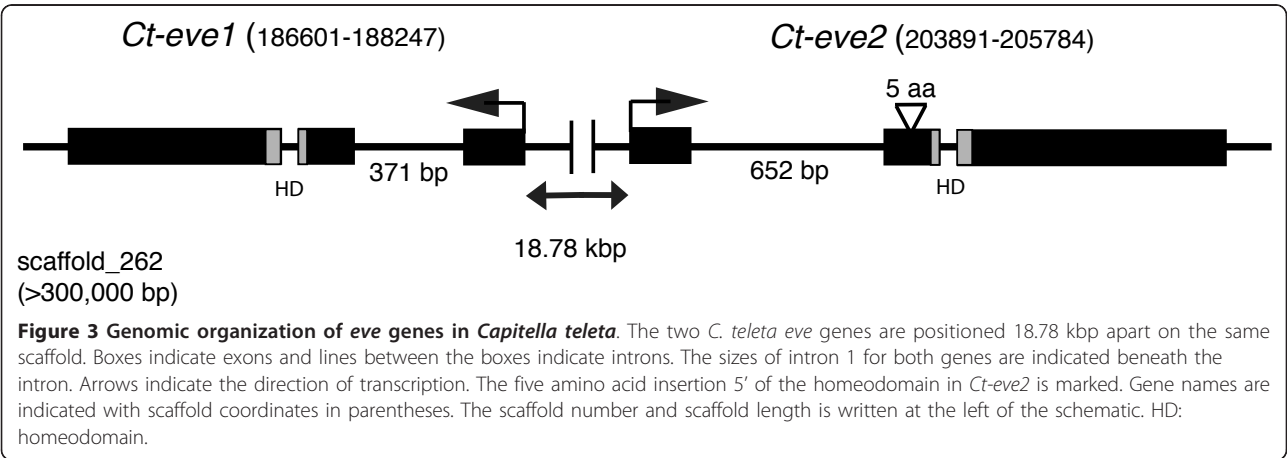 Ct-eve1 (186601-188247)
Ct-eve2 (203891-205784)
5 aa
HD
371 bp
652 bp
HD
18.78 kbp
scaffold_262
(>300,000 bp)
Figure 3 Genomic organization of eve genes in Capitella teleta. The two C. teleta eve genes are positioned 18.78 kbp apart on the same
scaffold. Boxes indicate exons and lines between the boxes indicate introns. The sizes of intron 1 for both genes are indicated beneath the
intron. Arrows indicate the direction of transcription. The five amino acid insertion 5’ of the homeodomain in Ct-eve2 is marked. Gene names are
indicated with scaffold coordinates in parentheses. The scaffold number and scaffold length is written at the left of the schematic. HD:
homeodomain.